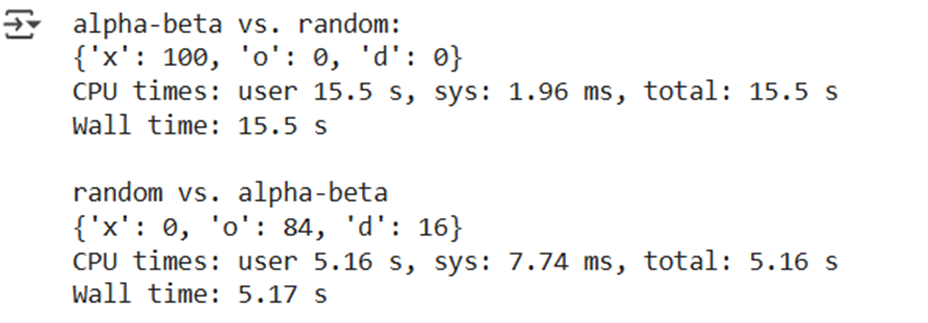 alpha-beta vs. random:
{'x': 100, 'o': 0, 'd': 0}
CPU times: user 15.5 s, sys: 1.96 ms, total: 15.5 s
Wall time: 15.5 s
random vs. alpha-beta
{'x': 0, 'o': 84, 'd': 16}
CPU times: user 5.16 s, sys: 7.74 ms, total: 5.16 s
Wall time: 5.17 s